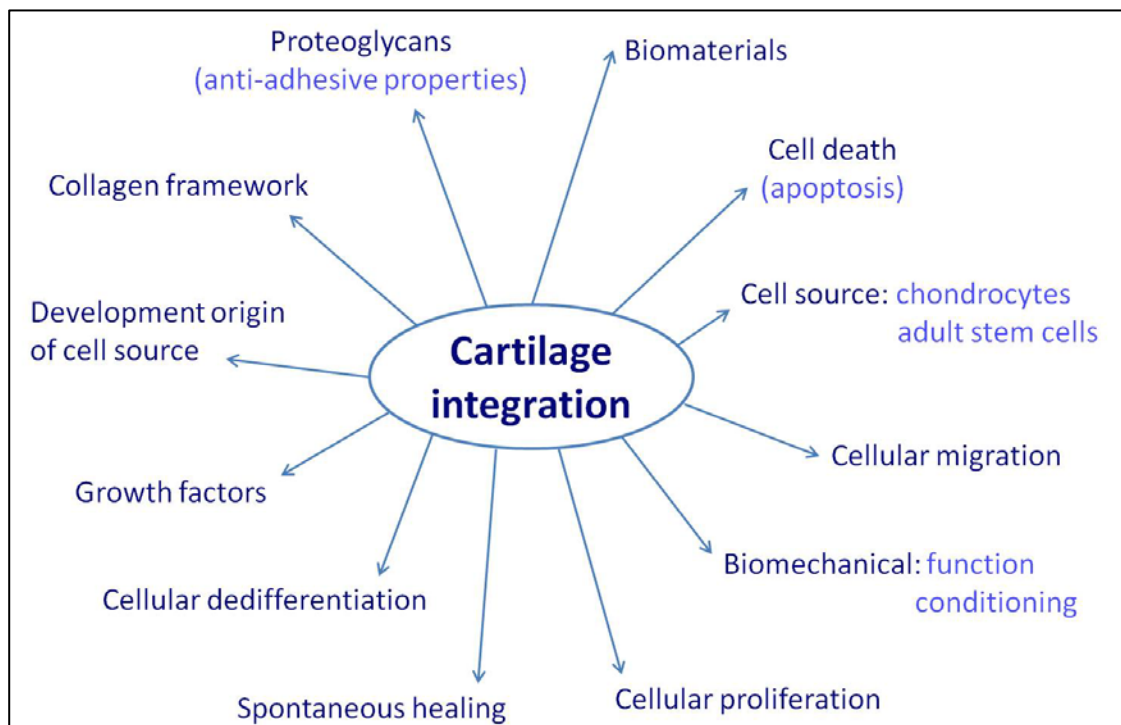 Proteoglycans
(anti-adhesive properties)
Biomaterials
Cell death
(apoptosis)
Collagen framework
Cell source: chondrocytes
adult stem cells
Development origin
of cell source
Cartilage
integration
Cellular migration
Growth factors
Biomechanical: function
conditioning
Cellular dedifferentiation
Spontaneous healing
Cellular proliferation